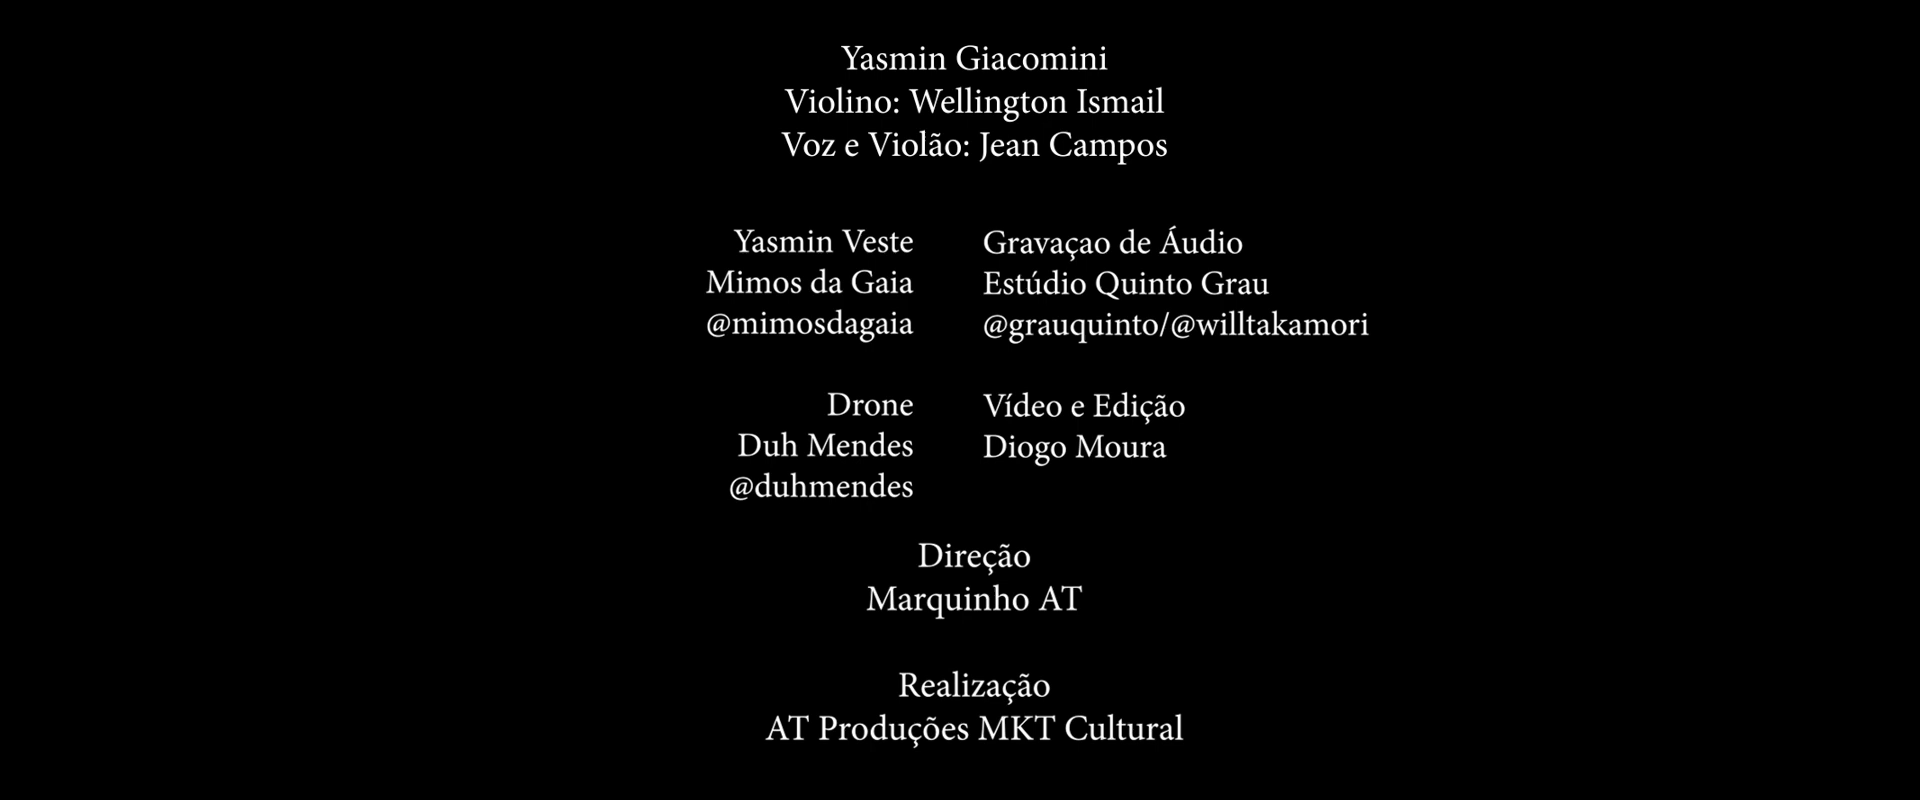 Yasmin Giacomini
Violino: Wellington Ismail
Voz e Violão: Jean Campos
Yasmin Veste
Mimos da Gaia
@mimosdagaia
Gravaçao de Áudio
Estúdio Quinto Grau
@grauquinto/@willtakamori
Drone
Duh Mendes
@duhmendes
Vídeo e Edição
Diogo Moura
Direção
Marquinho AT
Realização
AT Produções MKT Cultural